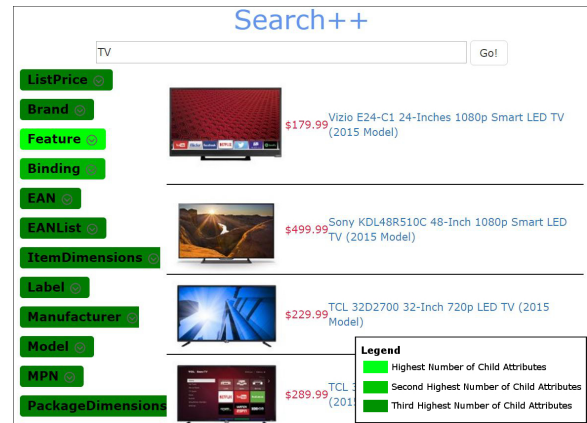 Search++
TV
Go!
ListPrice
Brand
Feature
Binding
EAN
EANList
ItemDimensions
Label
Manufacturer
Model
MPN
PackageDimensions
$179.99
Vizio E24-C1 24-Inches 1080p Smart LED TV
(2015 Model)
$499.99
Sony KDL48R510C 48-Inch 1080p Smart LED
TV (2015 Model)
$229.99
TCL 32D2700 32-Inch 720p LED TV (2015
Model)
$289.99
TCL
Legend
Highest Number of Child Attributes
Second Highest Number of Child Attributes
Third Highest Number of Child Attributes